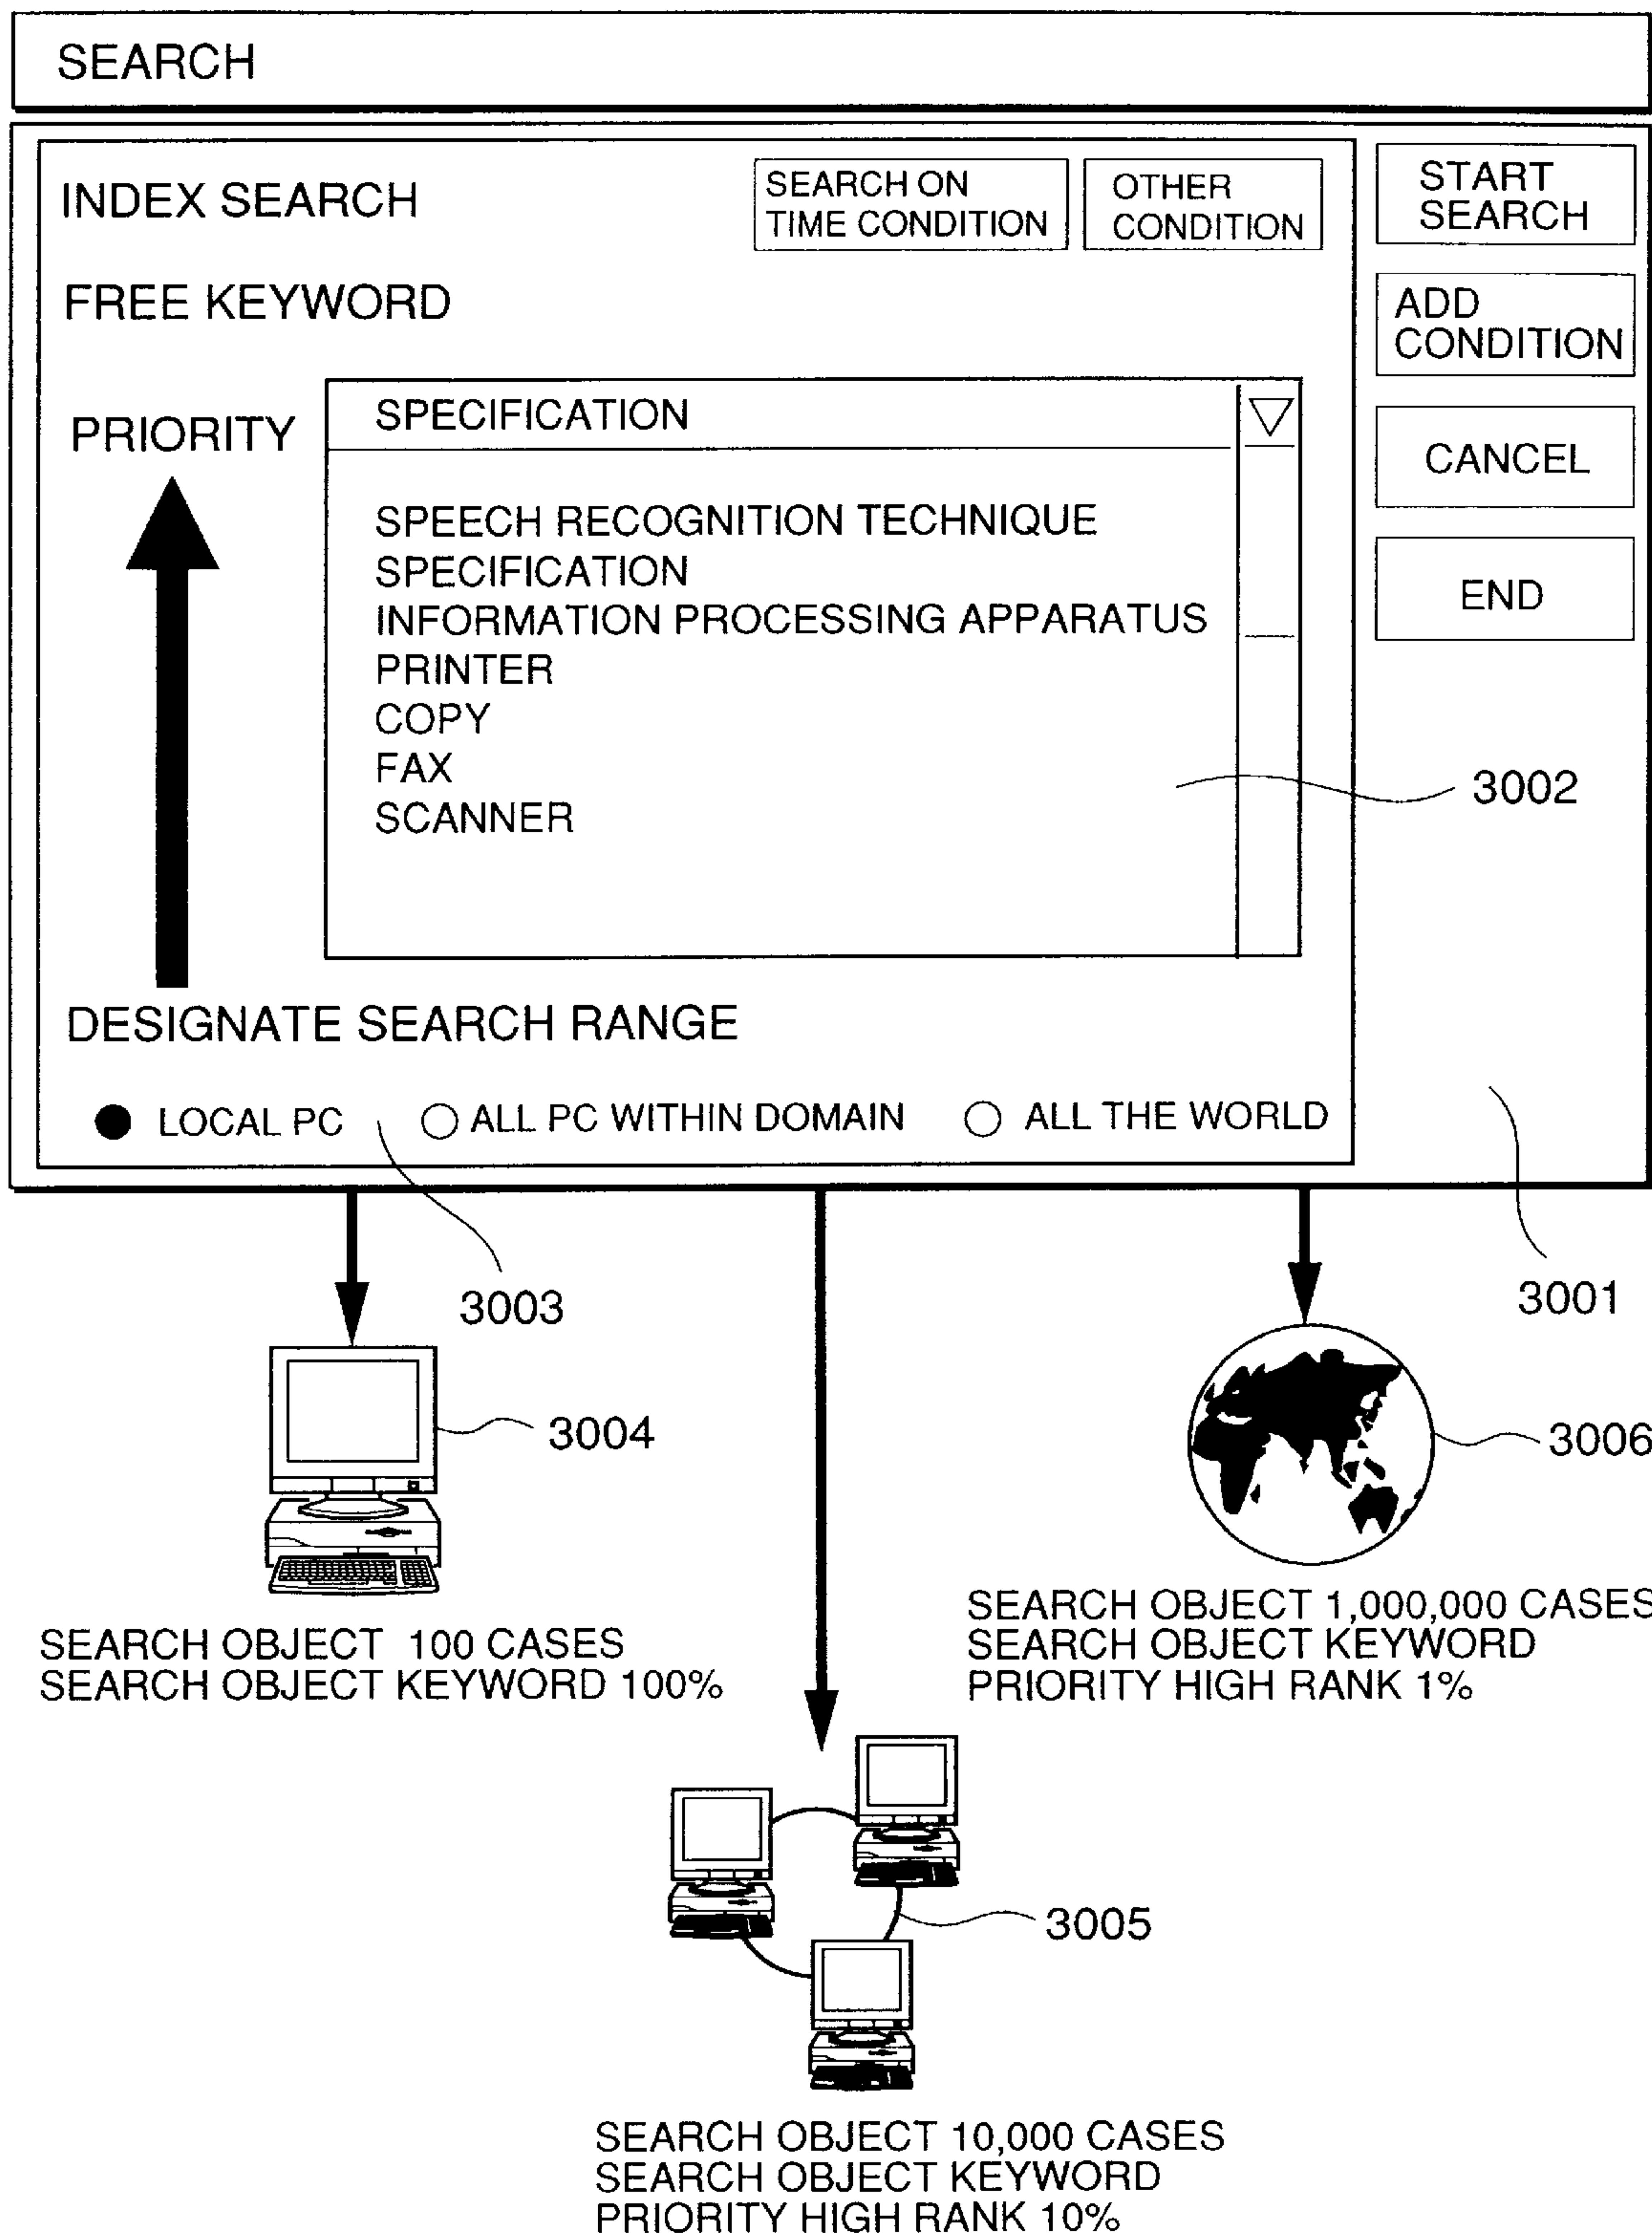 SEARCH
INDEX SEARCH
SEARCH ON
TIME CONDITION
OTHER
CONDITION
START
SEARCH
FREE KEYWORD
ADD
CONDITION
PRIORITY
SPECIFICATION
CANCEL
SPEECH RECOGNITION TECHNIQUE
SPECIFICATION
INFORMATION PROCESSING APPARATUS
PRINTER
COPY
FAX
SCANNER
END
3002
DESIGNATE SEARCH RANGE
LOCAL PC
ALL PC WITHIN DOMAIN
ALL THE WORLD
3003
3001
3004
3006
SEARCH OBJECT 100 CASES
SEARCH OBJECT KEYWORD 100%
SEARCH OBJECT 1,000,000 CASES
SEARCH OBJECT KEYWORD
PRIORITY HIGH RANK 1%
3005
SEARCH OBJECT 10,000 CASES
SEARCH OBJECT KEYWORD
PRIORITY HIGH RANK 10%